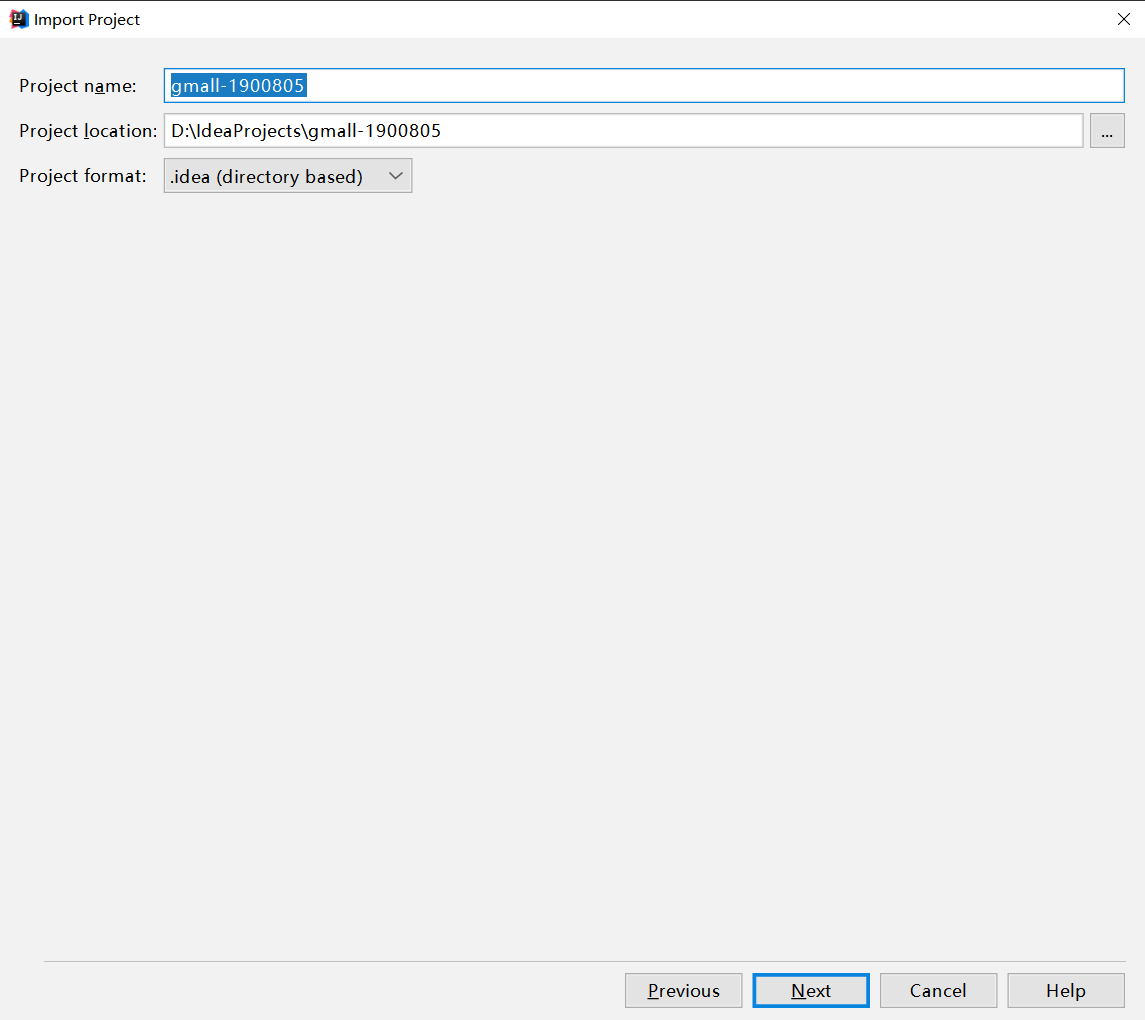 Import Project
Project name: gmall-1900805
Project location: D:\IdeaProjects\gmall-1900805 ...
Project format: .idea (directory based)
Previous Next Cancel Help